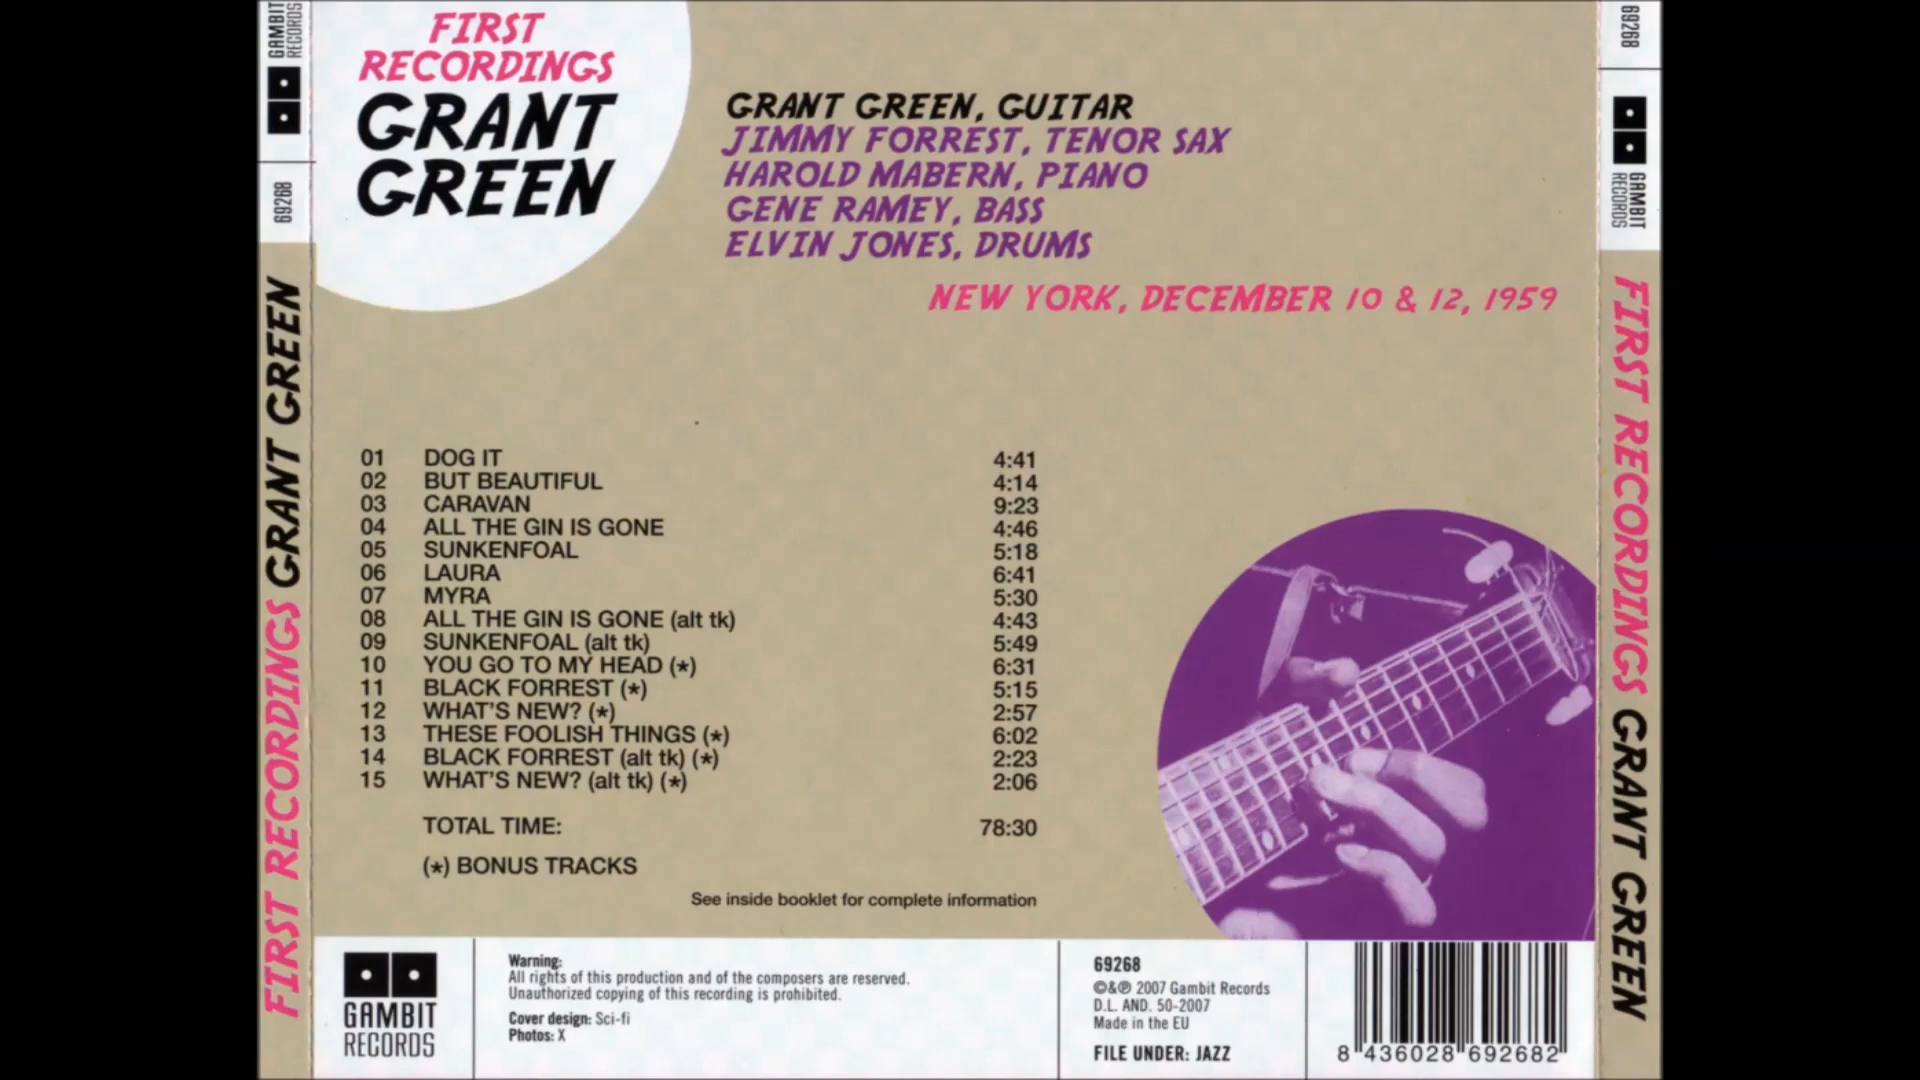 GAMBIT
RECORDS
69268
FIRST RECORDINGS GRANT GREEN
FIRST
RECORDINGS
GRANT
GREEN
GRANT GREEN, GUITAR
JIMMY FORREST, TENOR SAX
HAROLD MABERN, PIANO
GENE RAMEY, BASS
ELVIN JONES, DRUMS
NEW YORK, DECEMBER 10 & 12, 1959
01 DOG IT 4:41
02 BUT BEAUTIFUL 4:14
03 CARAVAN 9:23
04 ALL THE GIN IS GONE 4:46
05 SUNKENFOAL 5:18
06 LAURA 6:41
07 MYRA 5:30
08 ALL THE GIN IS GONE (alt tk) 4:43
09 SUNKENFOAL (alt tk) 5:49
10 YOU GO TO MY HEAD (*) 6:31
11 BLACK FORREST (*) 5:15
12 WHAT'S NEW? (*) 2:57
13 THESE FOOLISH THINGS (*) 6:02
14 BLACK FORREST (alt tk) (*) 2:23
15 WHAT'S NEW? (alt tk) (*) 2:06
TOTAL TIME: 78:30
(*) BONUS TRACKS
See inside booklet for complete information
GAMBIT
RECORDS
Warning:
All rights of this production and of the composers are reserved.
Unauthorized copying of this recording is prohibited.
Cover design: Sci-fi
Photos: X
69268
©&℗ 2007 Gambit Records
D.L. AND. 50-2007
Made in the EU
FILE UNDER: JAZZ
8 436028 692682
69268
GAMBIT
RECORDS
FIRST RECORDINGS GRANT GREEN